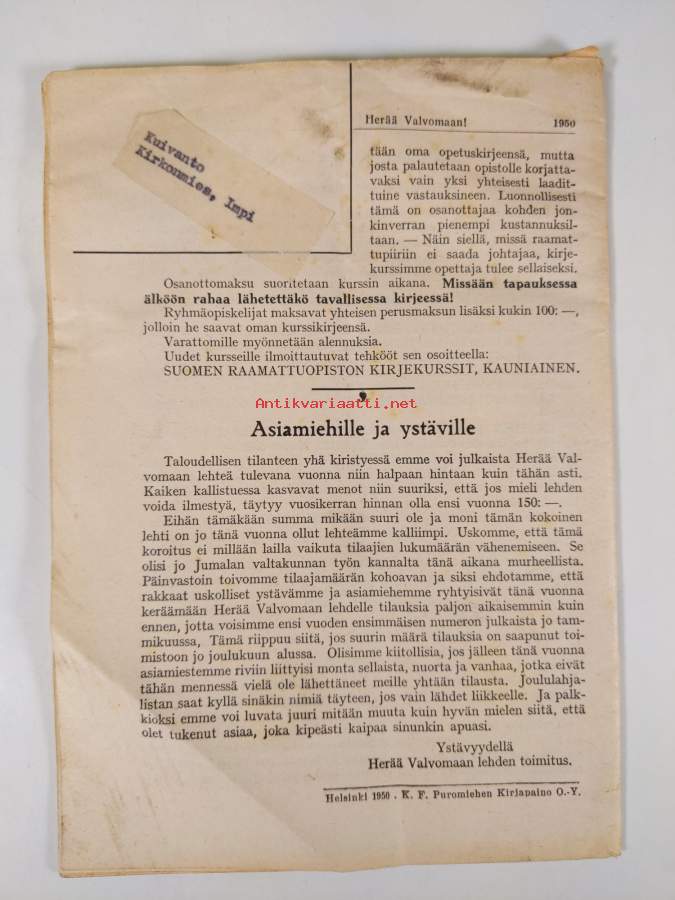 Herää Valvomaan! 1950
Kuivanto
Kirkonmies, Impi
tään oma opetuskirjeensä, mutta
josta palautetaan opistolle korjatta-
vaksi vain yksi yhteisesti laadit-
tuine vastauksineen. Luonnollisesti
tämä on osanottajaa kohden jon-
kinverran pienempi kustannuksil-
taan. — Näin siellä, missä raamat-
tupiiriin ei saada johtajaa, kirje-
kurssimme opettaja tulee sellaiseksi.
Osanottomaksu suoritetaan kurssin aikana. Missään tapauksessa
älköön rahaa lähetettäkö tavallisessa kirjeessä!
Ryhmäopiskelijat maksavat yhteisen perusmaksun lisäksi kukin 100: —,
jolloin he saavat oman kurssikirjeensä.
Varattomille myönnetään alennuksia.
Uudet kursseille ilmoittautuvat tehkööt sen osoitteella:
SUOMEN RAAMATTUOPISTON KIRJEKURSSIT, KAUNIAINEN.
Antikvariaatti.net
Asiamiehille ja ystäville
Taloudellisen tilanteen yhä kiristyessä emme voi julkaista Herää Val-
vomaan lehteä tulevana vuonna niin halpaan hintaan kuin tähän asti.
Kaiken kallistuessa kasvavat menot niin suuriksi, että jos mieli lehden
voida ilmestyä, täytyy vuosikerran hinnan olla ensi vuonna 150: —.
Eihän tämäkään summa mikään suuri ole ja moni tämän kokoinen
lehti on jo tänä vuonna ollut lehteämme kalliimpi. Uskomme, että tämä
koroitus ei millään lailla vaikuta tilaajien lukumäärän vähenemiseen. Se
olisi jo Jumalan valtakunnan työn kannalta tänä aikana murheellista.
Päinvastoin toivomme tilaajamäärän kohoavan ja siksi ehdotamme, että
rakkaat uskolliset ystävämme ja asiamiehemme ryhtyisivät tänä vuonna
keräämään Herää Valvomaan lehdelle tilauksia paljon aikaisemmin kuin
ennen, jotta voisimme ensi vuoden ensimmäisen numeron julkaista jo tam-
mikuussa, Tämä riippuu siitä, jos suurin määrä tilauksia on saapunut toi-
mistoon jo joulukuun alussa. Olisimme kiitollisia, jos jälleen tänä vuonna
asiamiestemme riviin liittyisi monta sellaista, nuorta ja vanhaa, jotka eivät
tähän mennessä vielä ole lähettäneet meille yhtään tilausta. Joululahja-
listan saat kyllä sinäkin nimiä täyteen, jos vain lähdet liikkeelle. Ja palk-
kioksi emme voi luvata juuri mitään muuta kuin hyvän mielen siitä, että
olet tukenut asiaa, joka kipeästi kaipaa sinunkin apuasi.
Ystävyydellä
Herää Valvomaan lehden toimitus.
Helsinki 1950 . K. F. Puromiehen Kirjapaino O.-Y.